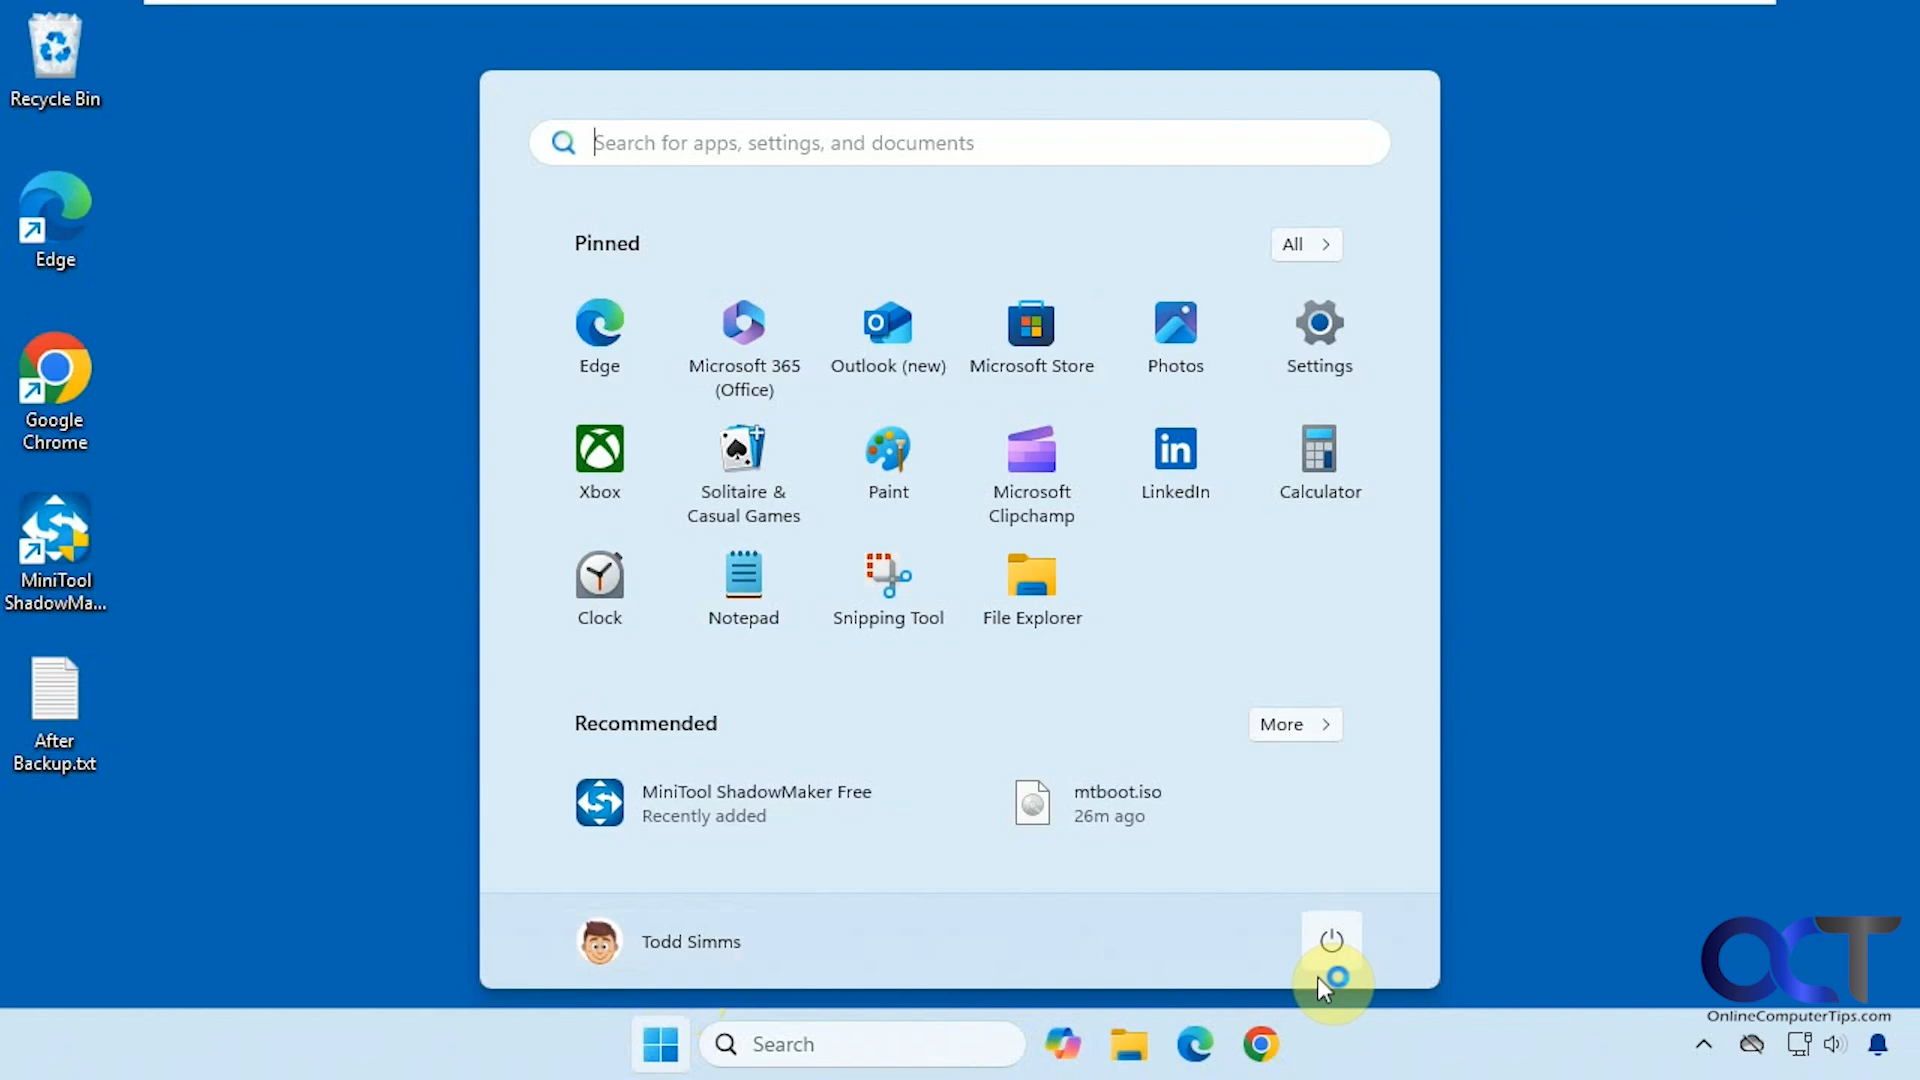 Recycle Bin
Edge
Google
Chrome
MiniTool
ShadowMa...
After
Backup.txt
Search for apps, settings, and documents
Pinned
All
Edge
Microsoft 365
(Office)
Outlook (new)
Microsoft Store
Photos
Settings
Xbox
Solitaire &
Casual Games
Paint
Microsoft
Clipchamp
LinkedIn
Calculator
Clock
Notepad
Snipping Tool
File Explorer
Recommended
More
MiniTool ShadowMaker Free
Recently added
mtboot.iso
26m ago
Todd Simms
Search
OCT
OnlineComputerTips.com